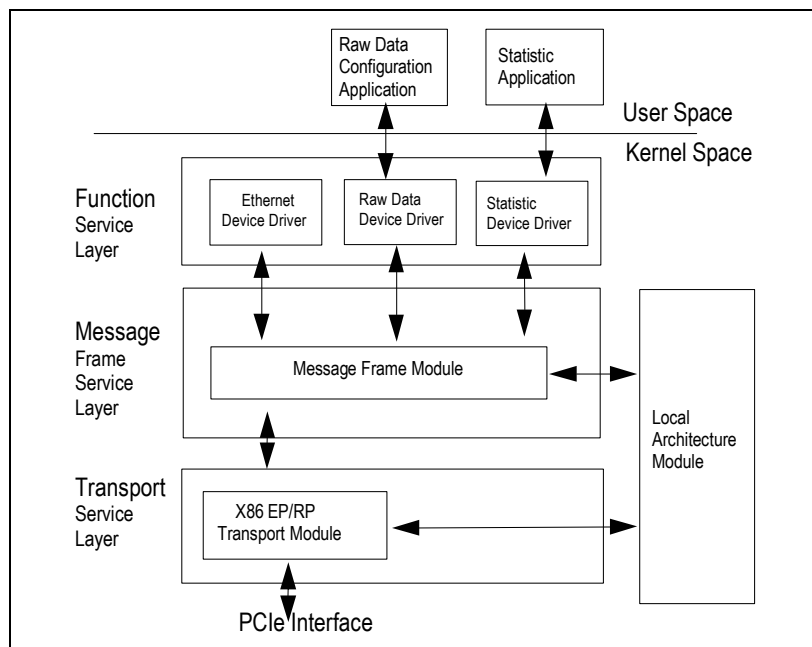 Raw Data
Configuration
Application
Statistic
Application
User Space
Kernel Space
Function
Service
Layer
Ethernet
Device Driver
Raw Data
Device Driver
Statistic
Device Driver
Message
Frame
Service
Layer
Message Frame Module
Local
Architecture
Module
Transport
Service
Layer
X86 EP/RP
Transport Module
PCIe Interface